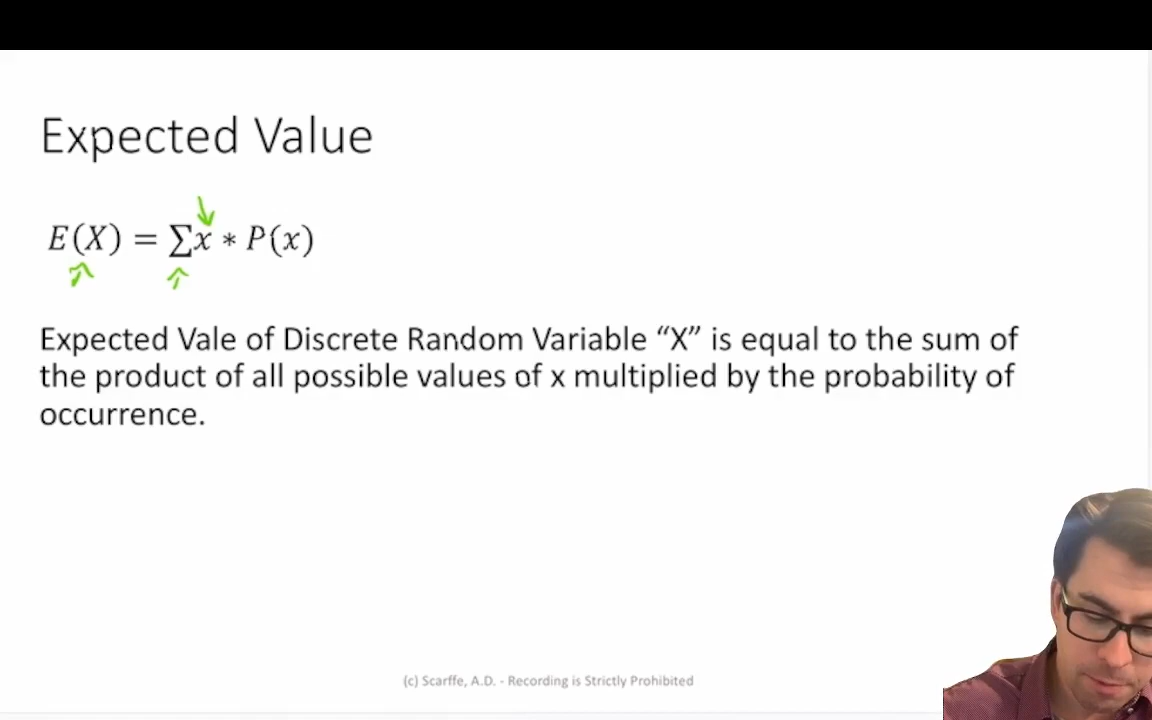 Expected Value
E(X) = ∑x * P(x)
Expected Vale of Discrete Random Variable “X” is equal to the sum of
the product of all possible values of x multiplied by the probability of
occurrence.
(c) Scarffe, A.D. - Recording is Strictly Prohibited